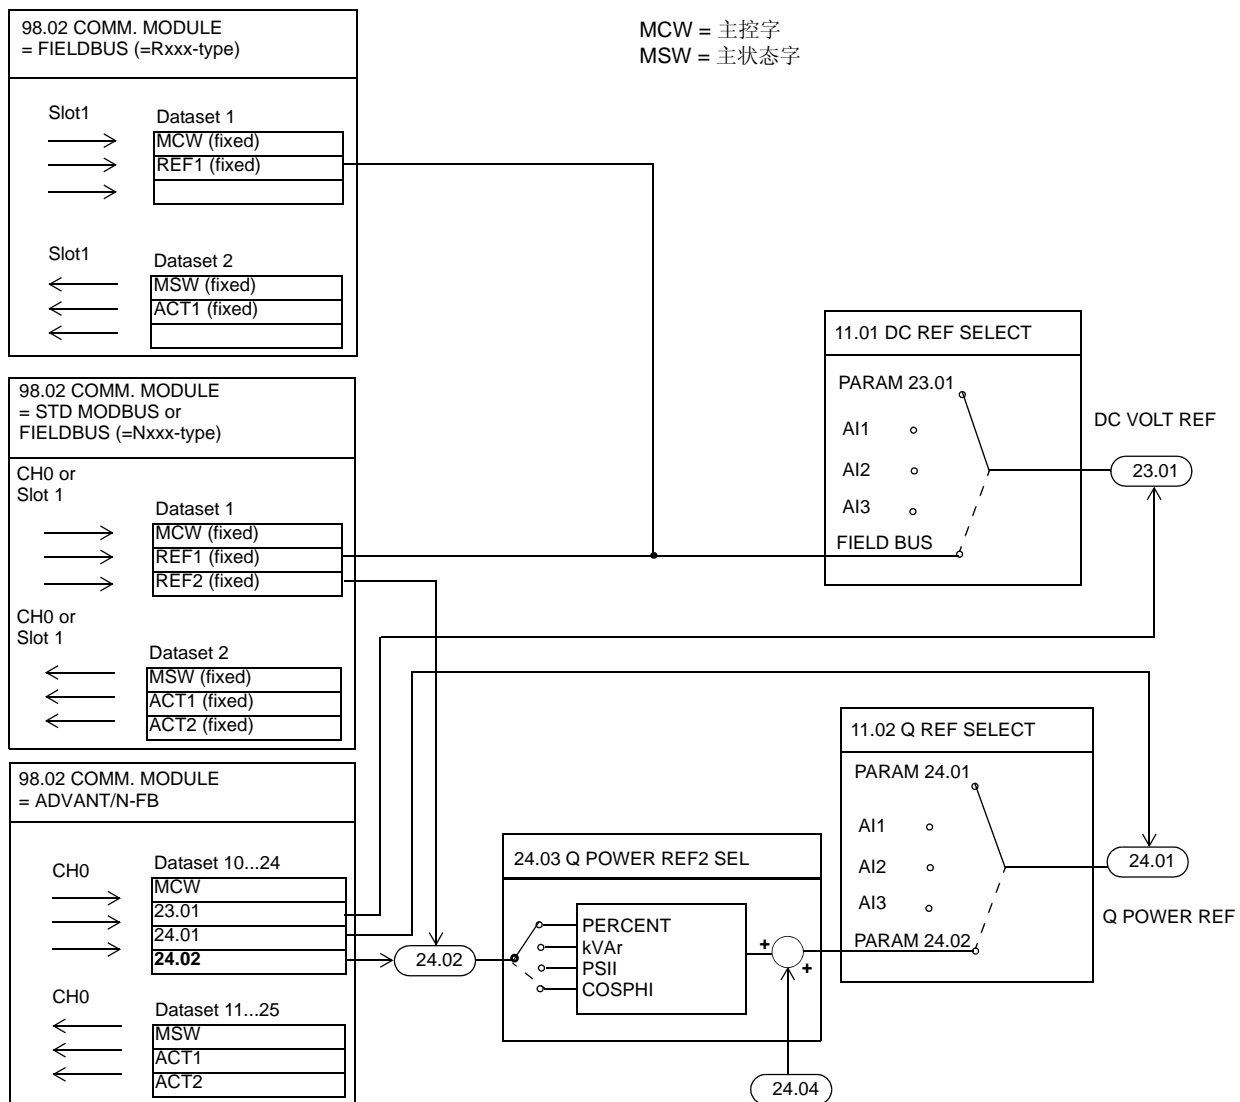 98.02 COMM. MODULE
= FIELDBUS (=Rxxx-type)
Slot1
Dataset 1
MCW (fixed)
REF1 (fixed)
Slot1
Dataset 2
MSW (fixed)
ACT1 (fixed)
MCW = 主控字
MSW = 主状态字
98.02 COMM. MODULE
= STD MODBUS or
FIELDBUS (=Nxxx-type)
CH0 or
Slot 1
Dataset 1
MCW (fixed)
REF1 (fixed)
REF2 (fixed)
CH0 or
Slot 1
Dataset 2
MSW (fixed)
ACT1 (fixed)
ACT2 (fixed)
11.01 DC REF SELECT
PARAM 23.01
AI1
AI2
AI3
FIELD BUS
DC VOLT REF
23.01
98.02 COMM. MODULE
= ADVANT/N-FB
CH0
Dataset 10...24
MCW
23.01
24.01
24.02
CH0
Dataset 11...25
MSW
ACT1
ACT2
24.02
24.03 Q POWER REF2 SEL
PERCENT
kVAr
PSII
COSPHI
+
+
24.04
11.02 Q REF SELECT
PARAM 24.01
AI1
AI2
AI3
PARAM 24.02
24.01
Q POWER REF